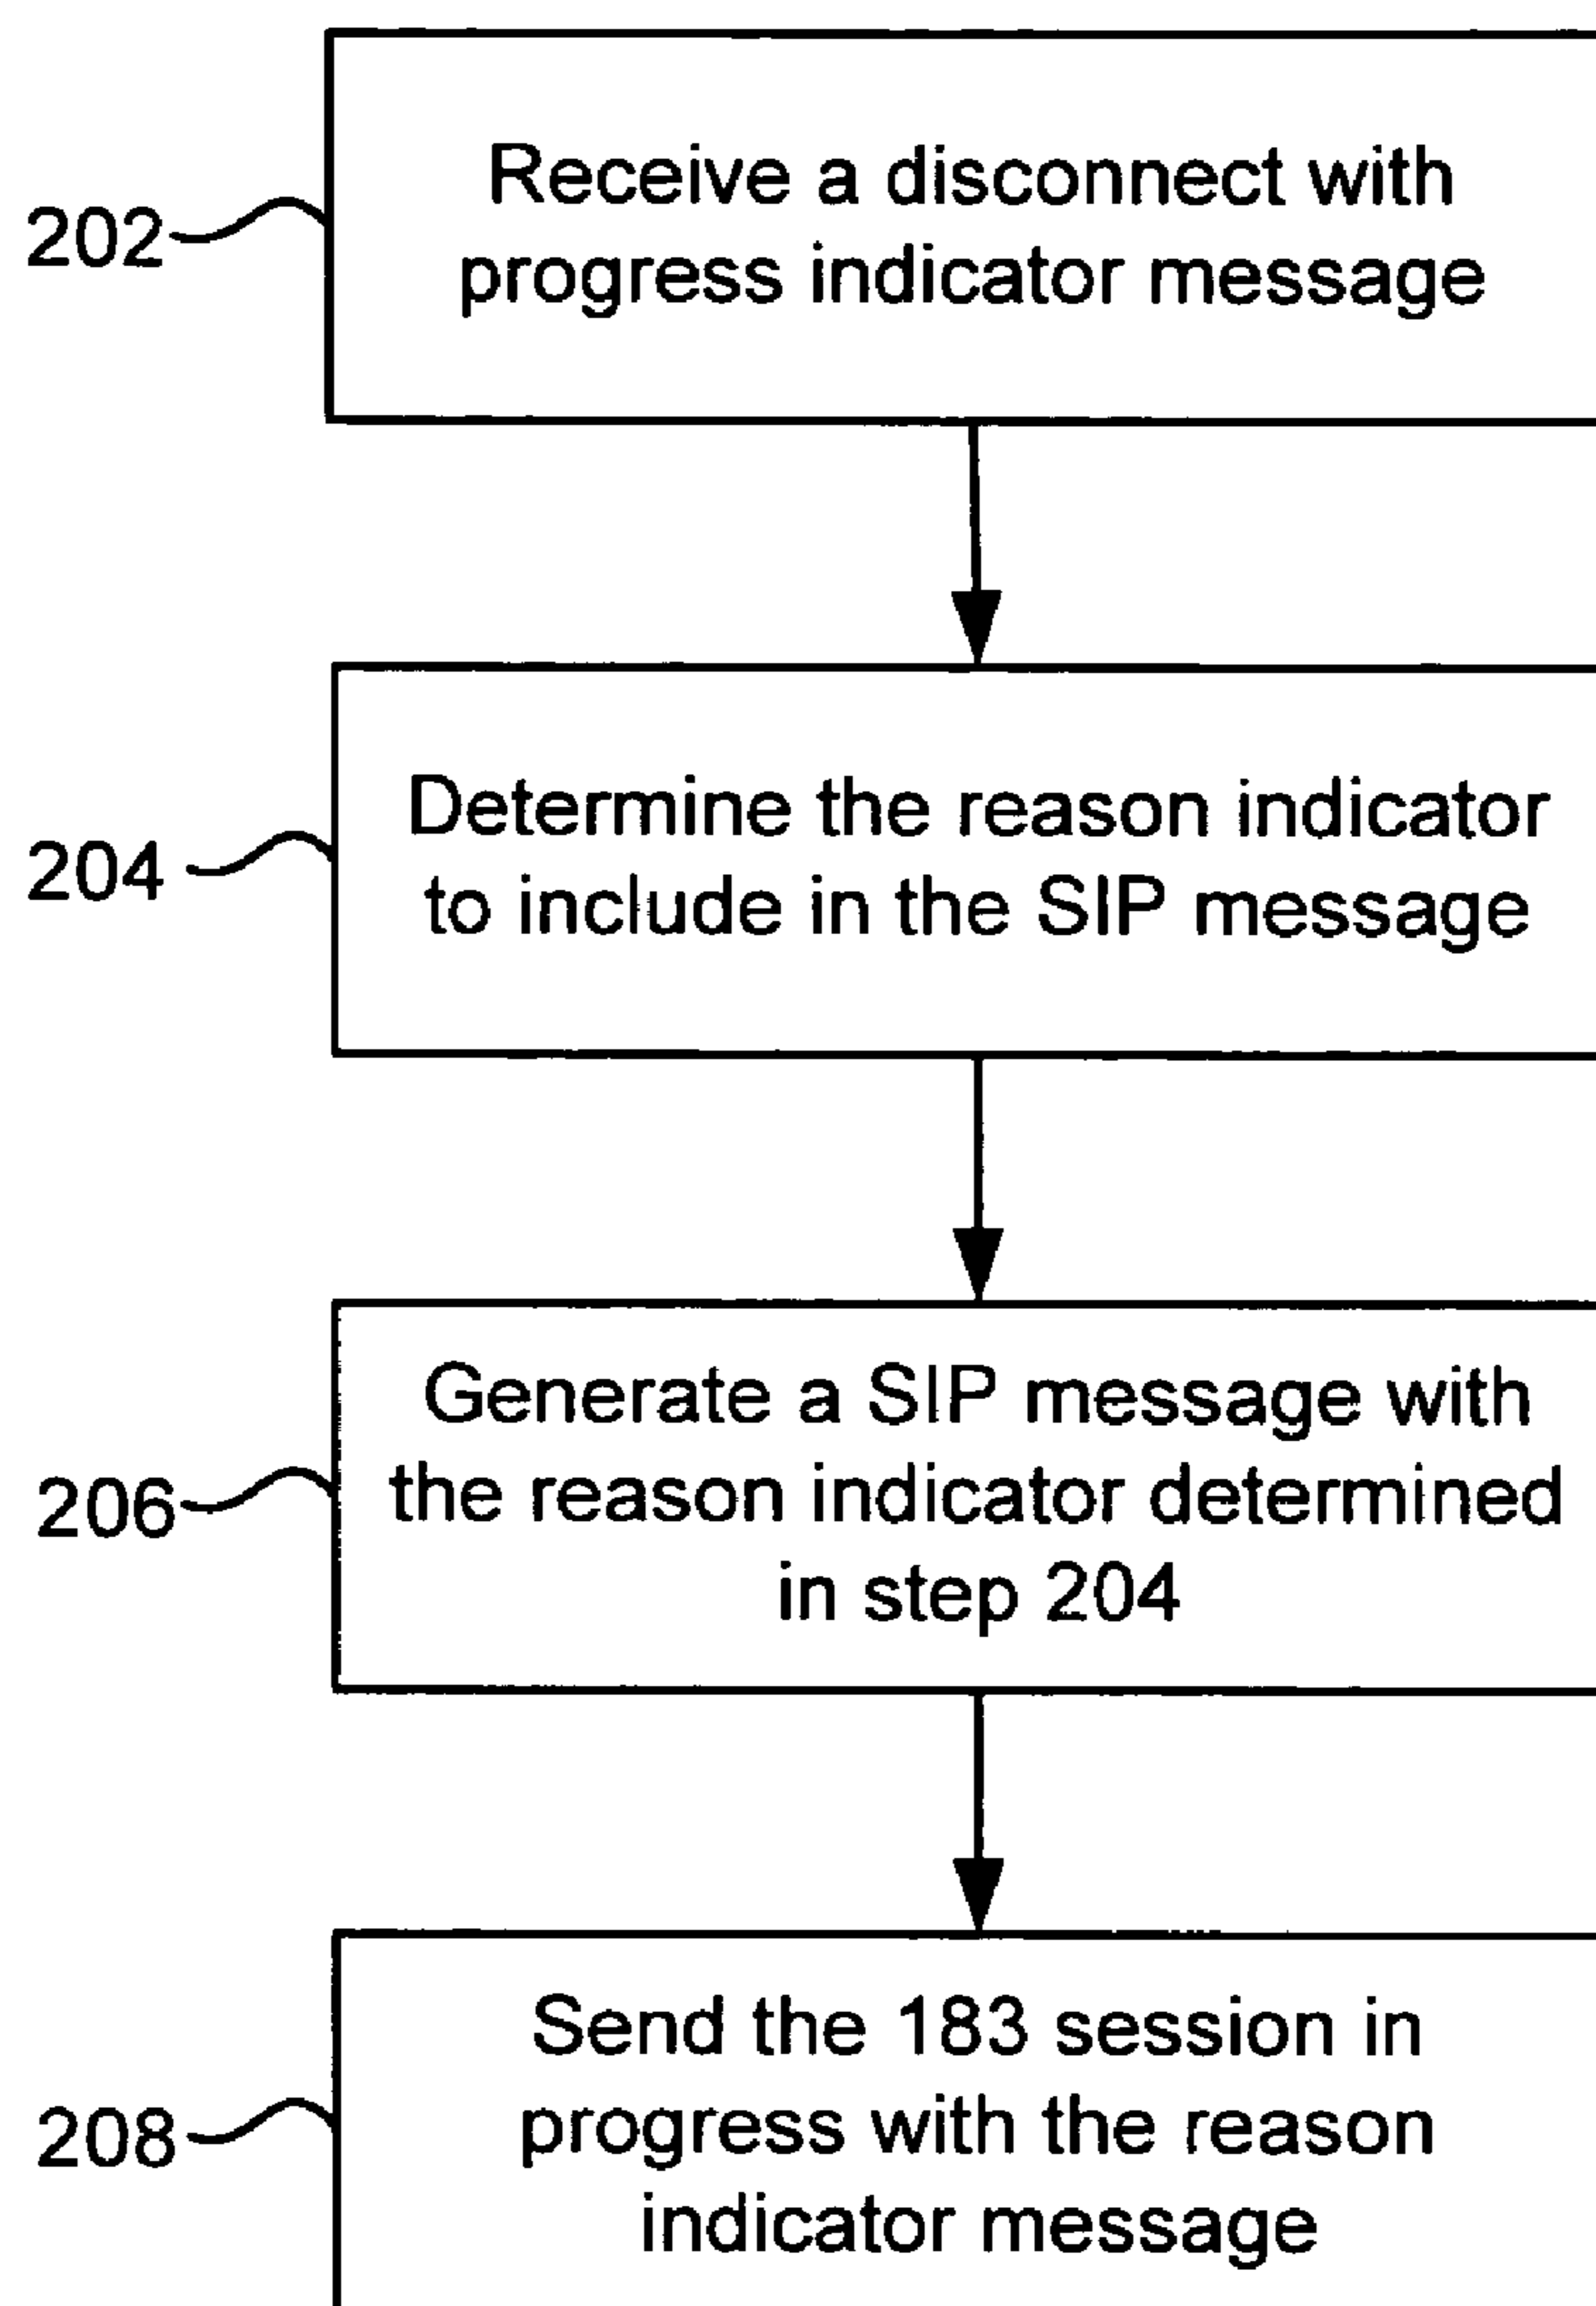 Receive a disconnect with
progress indicator message
202
Determine the reason indicator
to include in the SIP message
204
Generate a SIP message with
the reason indicator determined
in step 204
206
Send the 183 session in
progress with the reason
indicator message
208